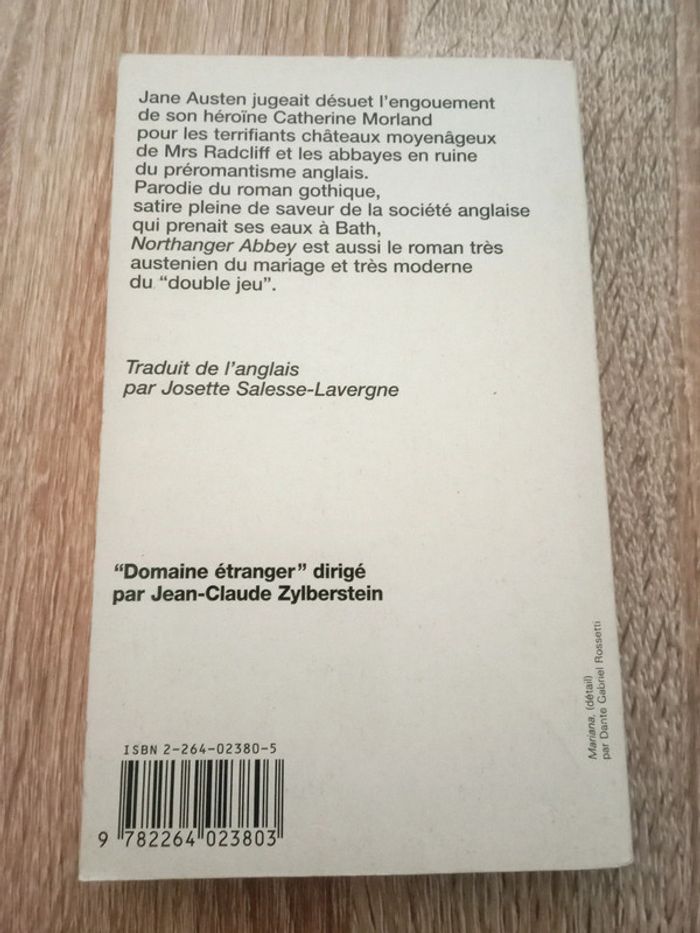 Jane Austen jugeait désuet l'engouement
de son héroïne Catherine Morland
pour les terrifiants châteaux moyenâgeux
de Mrs Radcliff et les abbayes en ruine
du préromantisme anglais.
Parodie du roman gothique,
satire pleine de saveur de la société anglaise
qui prenait ses eaux à Bath,
Northanger Abbey est aussi le roman très
austenien du mariage et très moderne
du "double jeu".
Traduit de l'anglais
par Josette Salesse-Lavergne
"Domaine étranger" dirigé
par Jean-Claude Zylberstein
Mariana, (détail)
par Dante Gabriel Rossetti
ISBN 2-264-02380-5
9 782264 023803